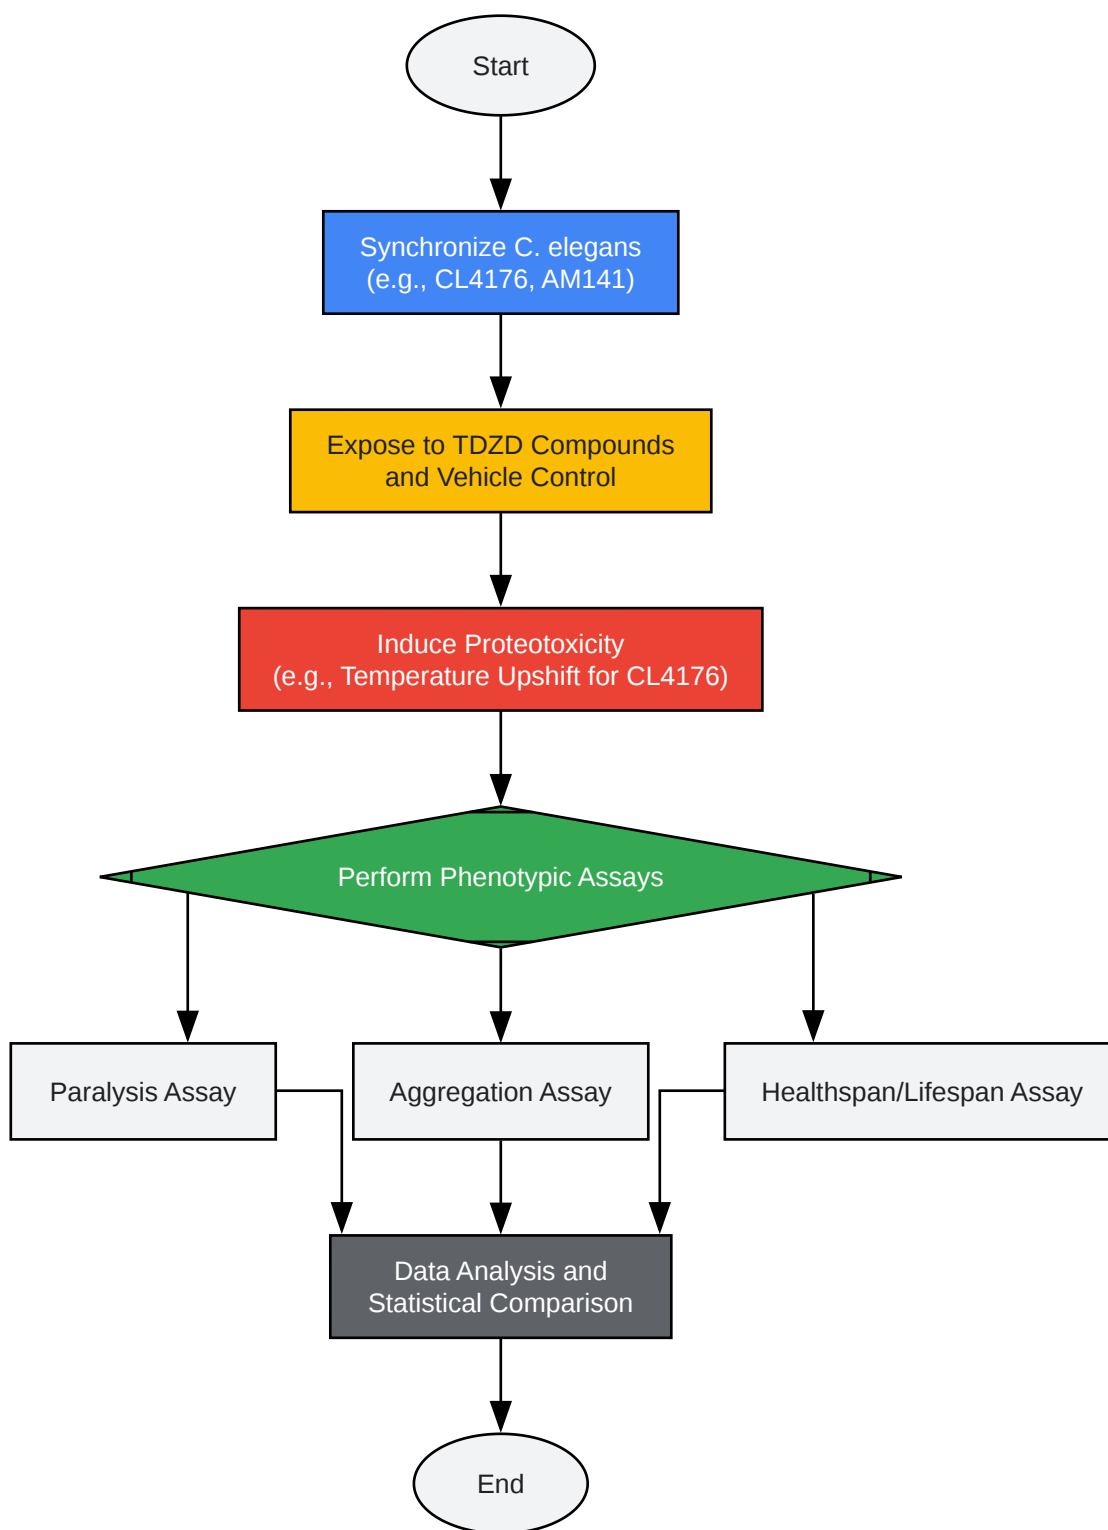 Start
Synchronize C. elegans
(e.g., CL4176, AM141)
Expose to TDZD Compounds
and Vehicle Control
Induce Proteotoxicity
(e.g., Temperature Upshift for CL4176)
Perform Phenotypic Assays
Paralysis Assay
Aggregation Assay
Healthspan/Lifespan Assay
Data Analysis and
Statistical Comparison
End